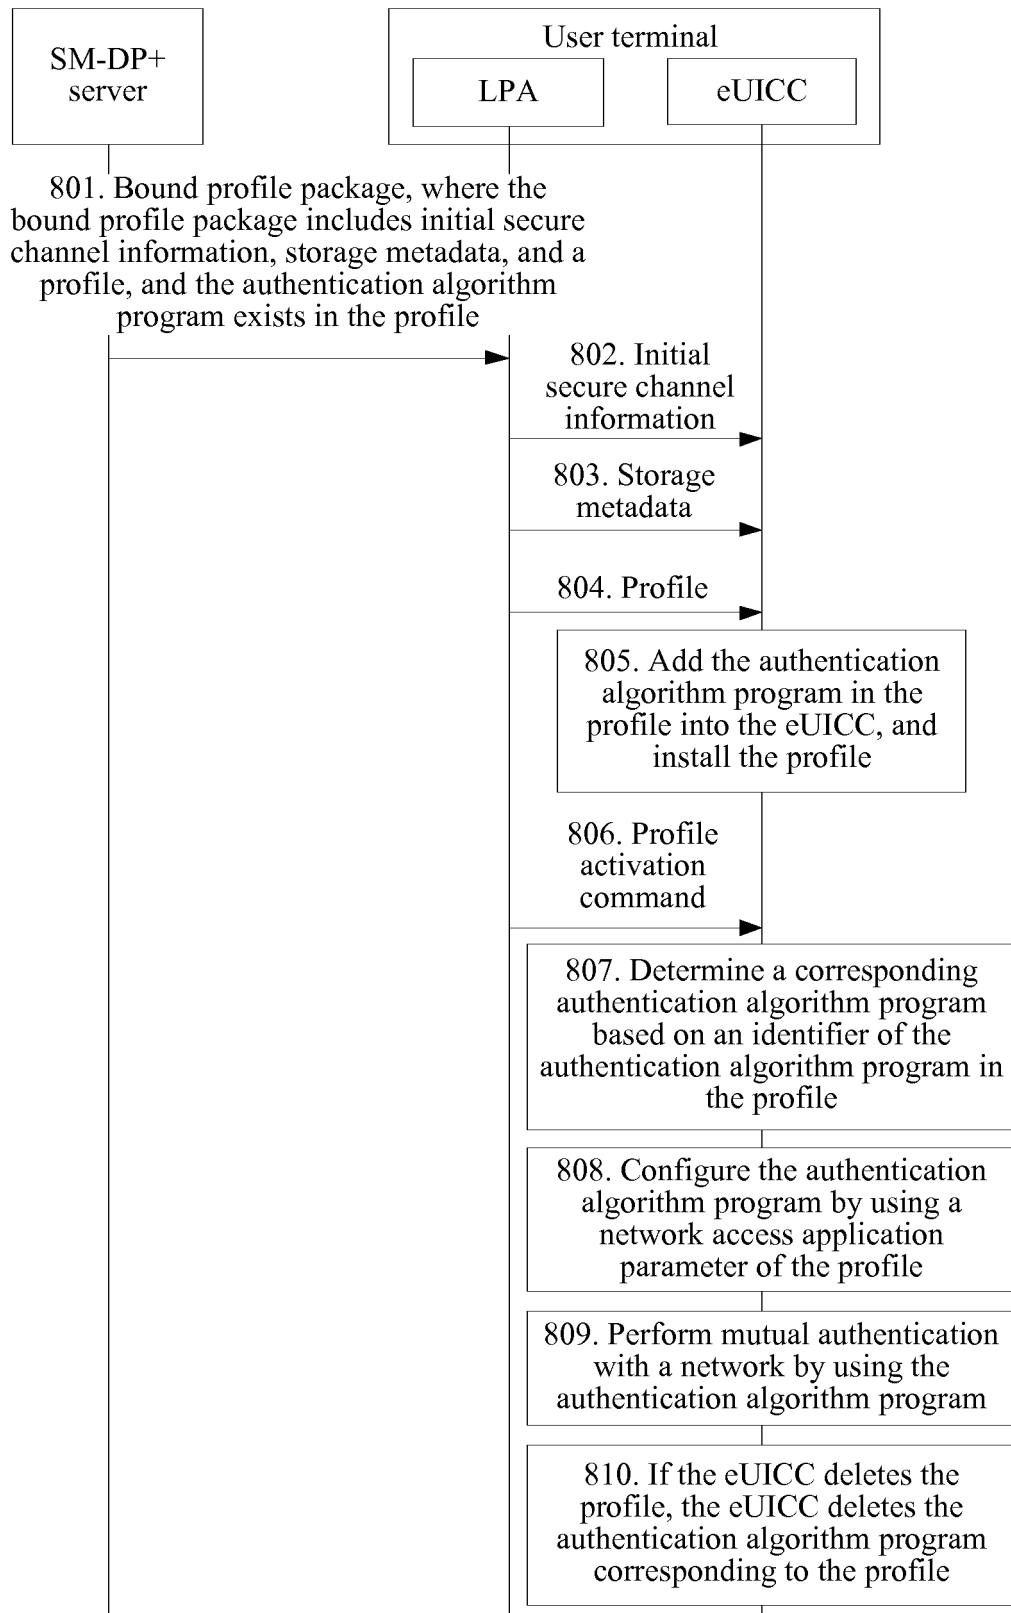 SM-DP+
server
User terminal
LPA
eUICC
801. Bound profile package, where the
bound profile package includes initial secure
channel information, storage metadata, and a
profile, and the authentication algorithm
program exists in the profile
802. Initial
secure channel
information
803. Storage
metadata
804. Profile
805. Add the authentication
algorithm program in the
profile into the eUICC, and
install the profile
806. Profile
activation
command
807. Determine a corresponding
authentication algorithm program
based on an identifier of the
authentication algorithm program in
the profile
808. Configure the authentication
algorithm program by using a
network access application
parameter of the profile
809. Perform mutual authentication
with a network by using the
authentication algorithm program
810. If the eUICC deletes the
profile, the eUICC deletes the
authentication algorithm program
corresponding to the profile